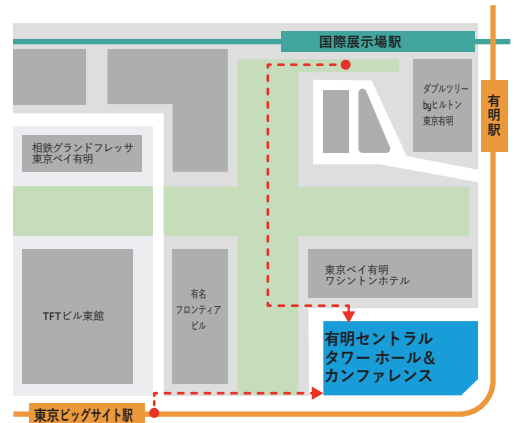 国際展示場駅
ダブルツリー
byヒルトン
東京有明
有明駅
相鉄グランドフレッサ
東京ベイ有明
東京ベイ有明
ワシントンホテル
有名
フロンティア
ビル
TFTビル東館
有明セントラル
タワー ホール＆
カンファレンス
東京ビッグサイト駅